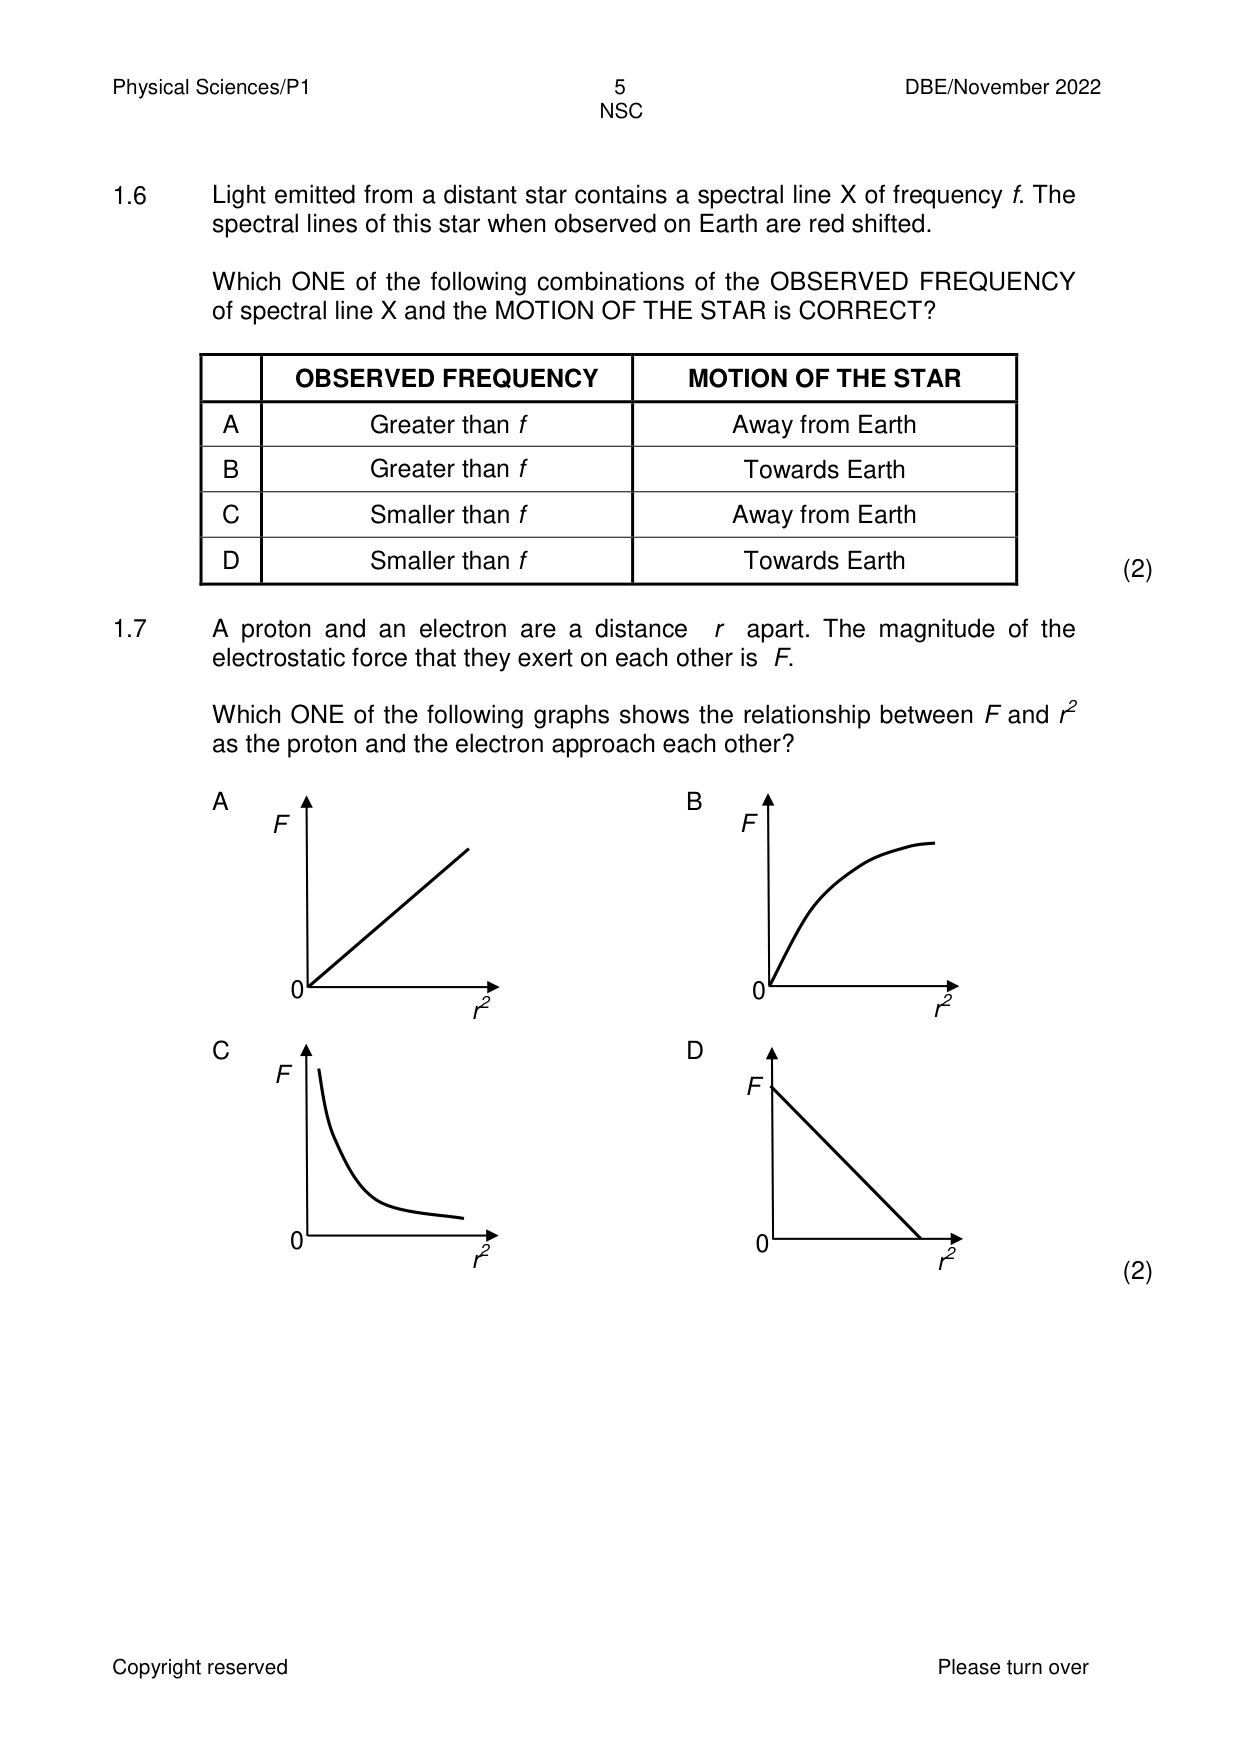 Physical Sciences/P1 5 DBE/November 2022
NSC
1.6 Light emitted from a distant star contains a spectral line X of frequency f. The
spectral lines of this star when observed on Earth are red shifted.
Which ONE of the following combinations of the OBSERVED FREQUENCY
of spectral line X and the MOTION OF THE STAR is CORRECT?
OBSERVED FREQUENCY MOTION OF THE STAR
A Greater than f Away from Earth
B Greater than f Towards Earth
C Smaller than f Away from Earth
D Smaller than f Towards Earth
(2)
1.7 A proton and an electron are a distance r apart. The magnitude of the
electrostatic force that they exert on each other is F.
Which ONE of the following graphs shows the relationship between F and r²
as the proton and the electron approach each other?
A
F
0
r²
B
F
0
r²
C
F
0
r²
D
F
0
r²
(2)
Copyright reserved Please turn over